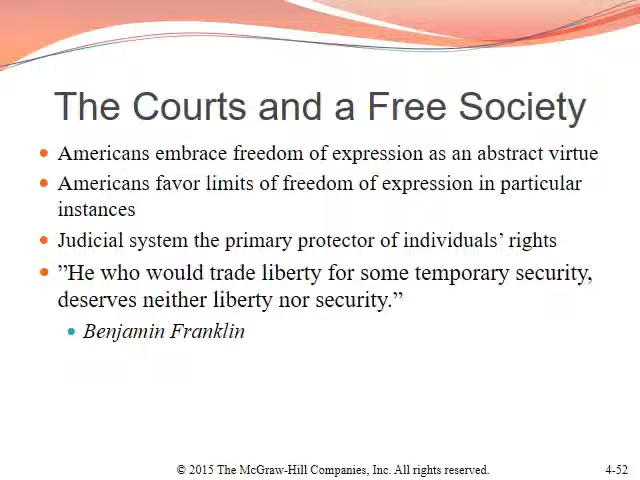 The Courts and a Free Society
• Americans embrace freedom of expression as an abstract virtue
• Americans favor limits of freedom of expression in particular
instances
• Judicial system the primary protector of individuals’ rights
• ”He who would trade liberty for some temporary security,
deserves neither liberty nor security.”
• Benjamin Franklin
© 2015 The McGraw-Hill Companies, Inc. All rights reserved.
4-52